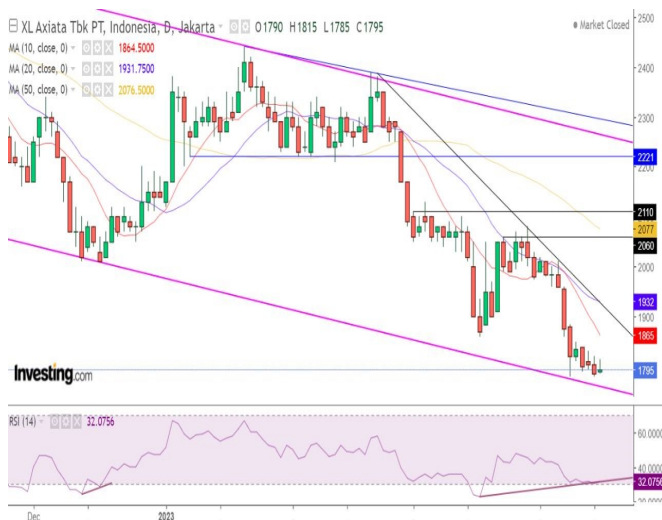 XL Axiata Tbk PT, Indonesia, D, Jakarta O1790 H1815 L1785 C1795
Market Closed
MA (10, close, 0) 1864.5000
MA (20, close, 0) 1931.7500
MA (50, close, 0) 2076.5000
2500
2400
2300
2221
2200
2110
2077
2060
2000
1932
1900
1865
1795
Investing.com
RSI (14) 32.0756
60.0000
40.0000
32.0756
Dec 2023